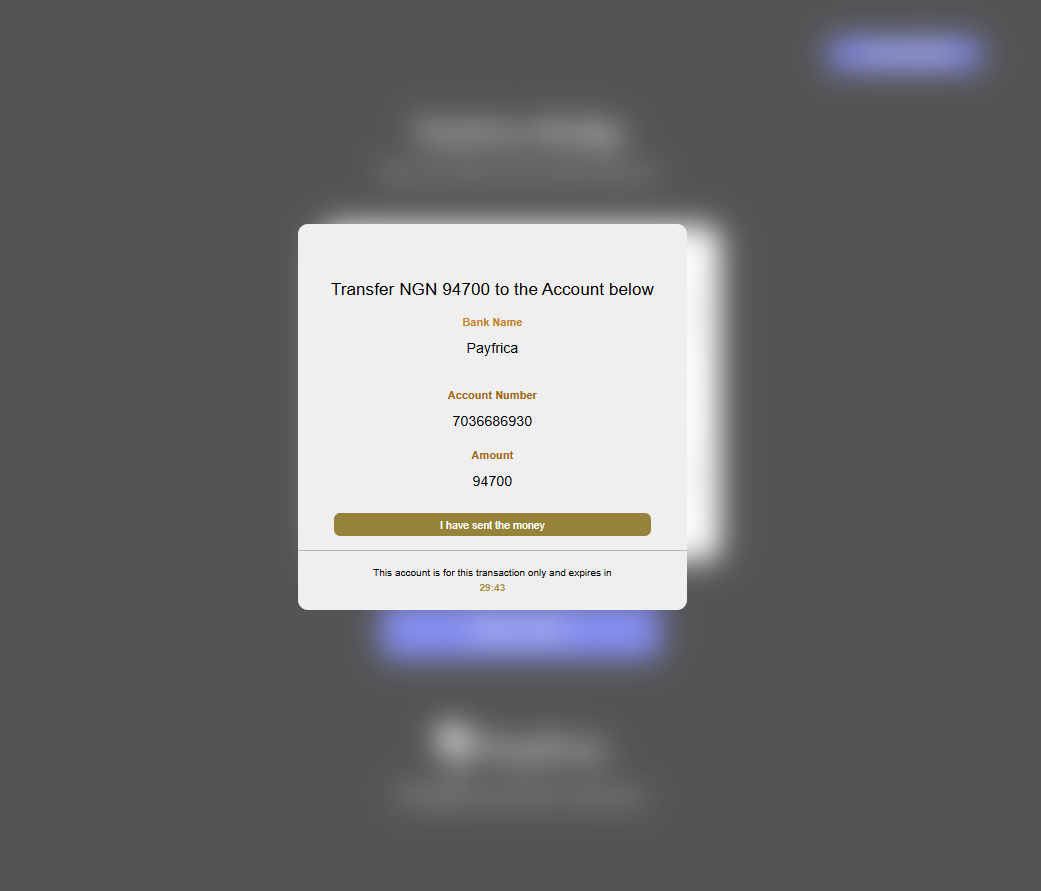 Transfer NGN 94700 to the Account below
Bank Name
Payfrica
Account Number
7036686930
Amount
94700
I have sent the money
This account is for this transaction only and expires in
29:43